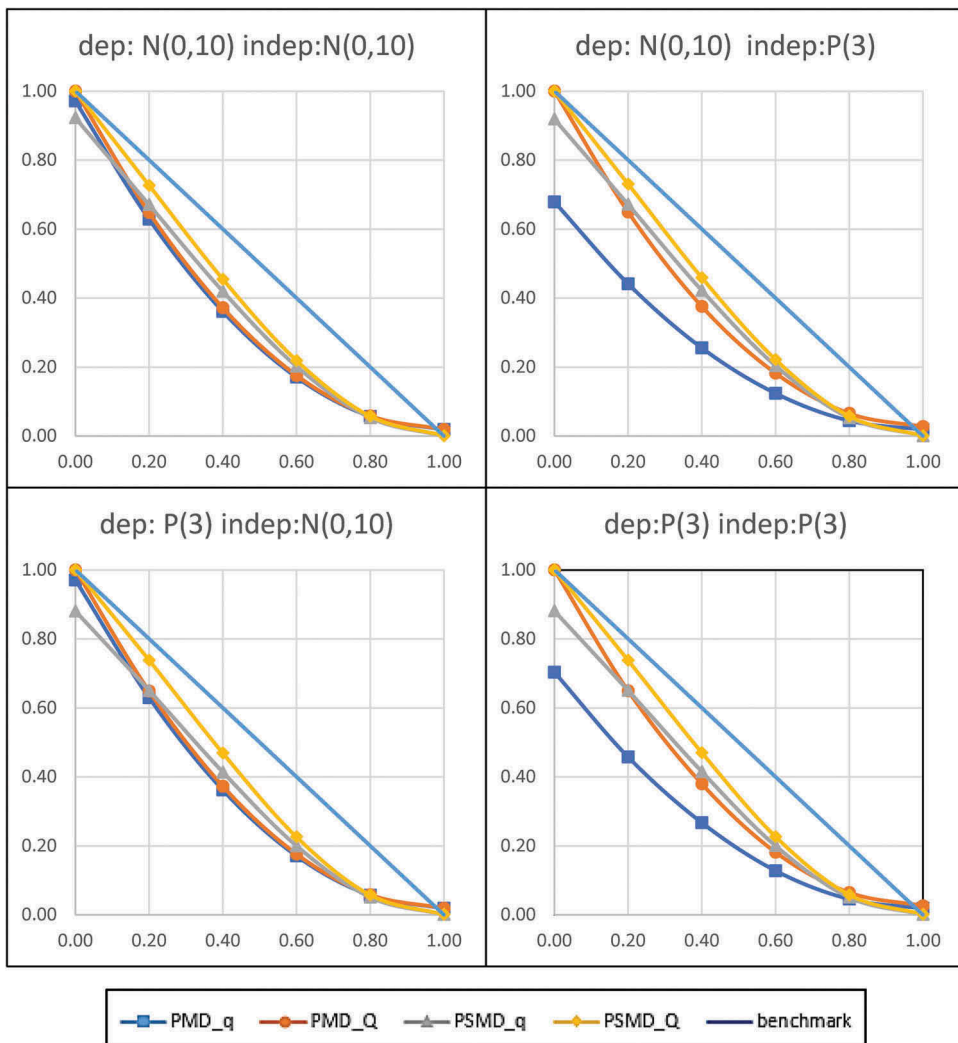 dep: N(0,10) indep:N(0,10)
1.00
0.80
0.60
0.40
0.20
0.00
0.00 0.20 0.40 0.60 0.80 1.00
dep: N(0,10) indep:P(3)
1.00
0.80
0.60
0.40
0.20
0.00
0.00 0.20 0.40 0.60 0.80 1.00
dep: P(3) indep:N(0,10)
1.00
0.80
0.60
0.40
0.20
0.00
0.00 0.20 0.40 0.60 0.80 1.00
dep:P(3) indep:P(3)
1.00
0.80
0.60
0.40
0.20
0.00
0.00 0.20 0.40 0.60 0.80 1.00
PMD_q PMD_Q PSMD_q PSMD_Q benchmark